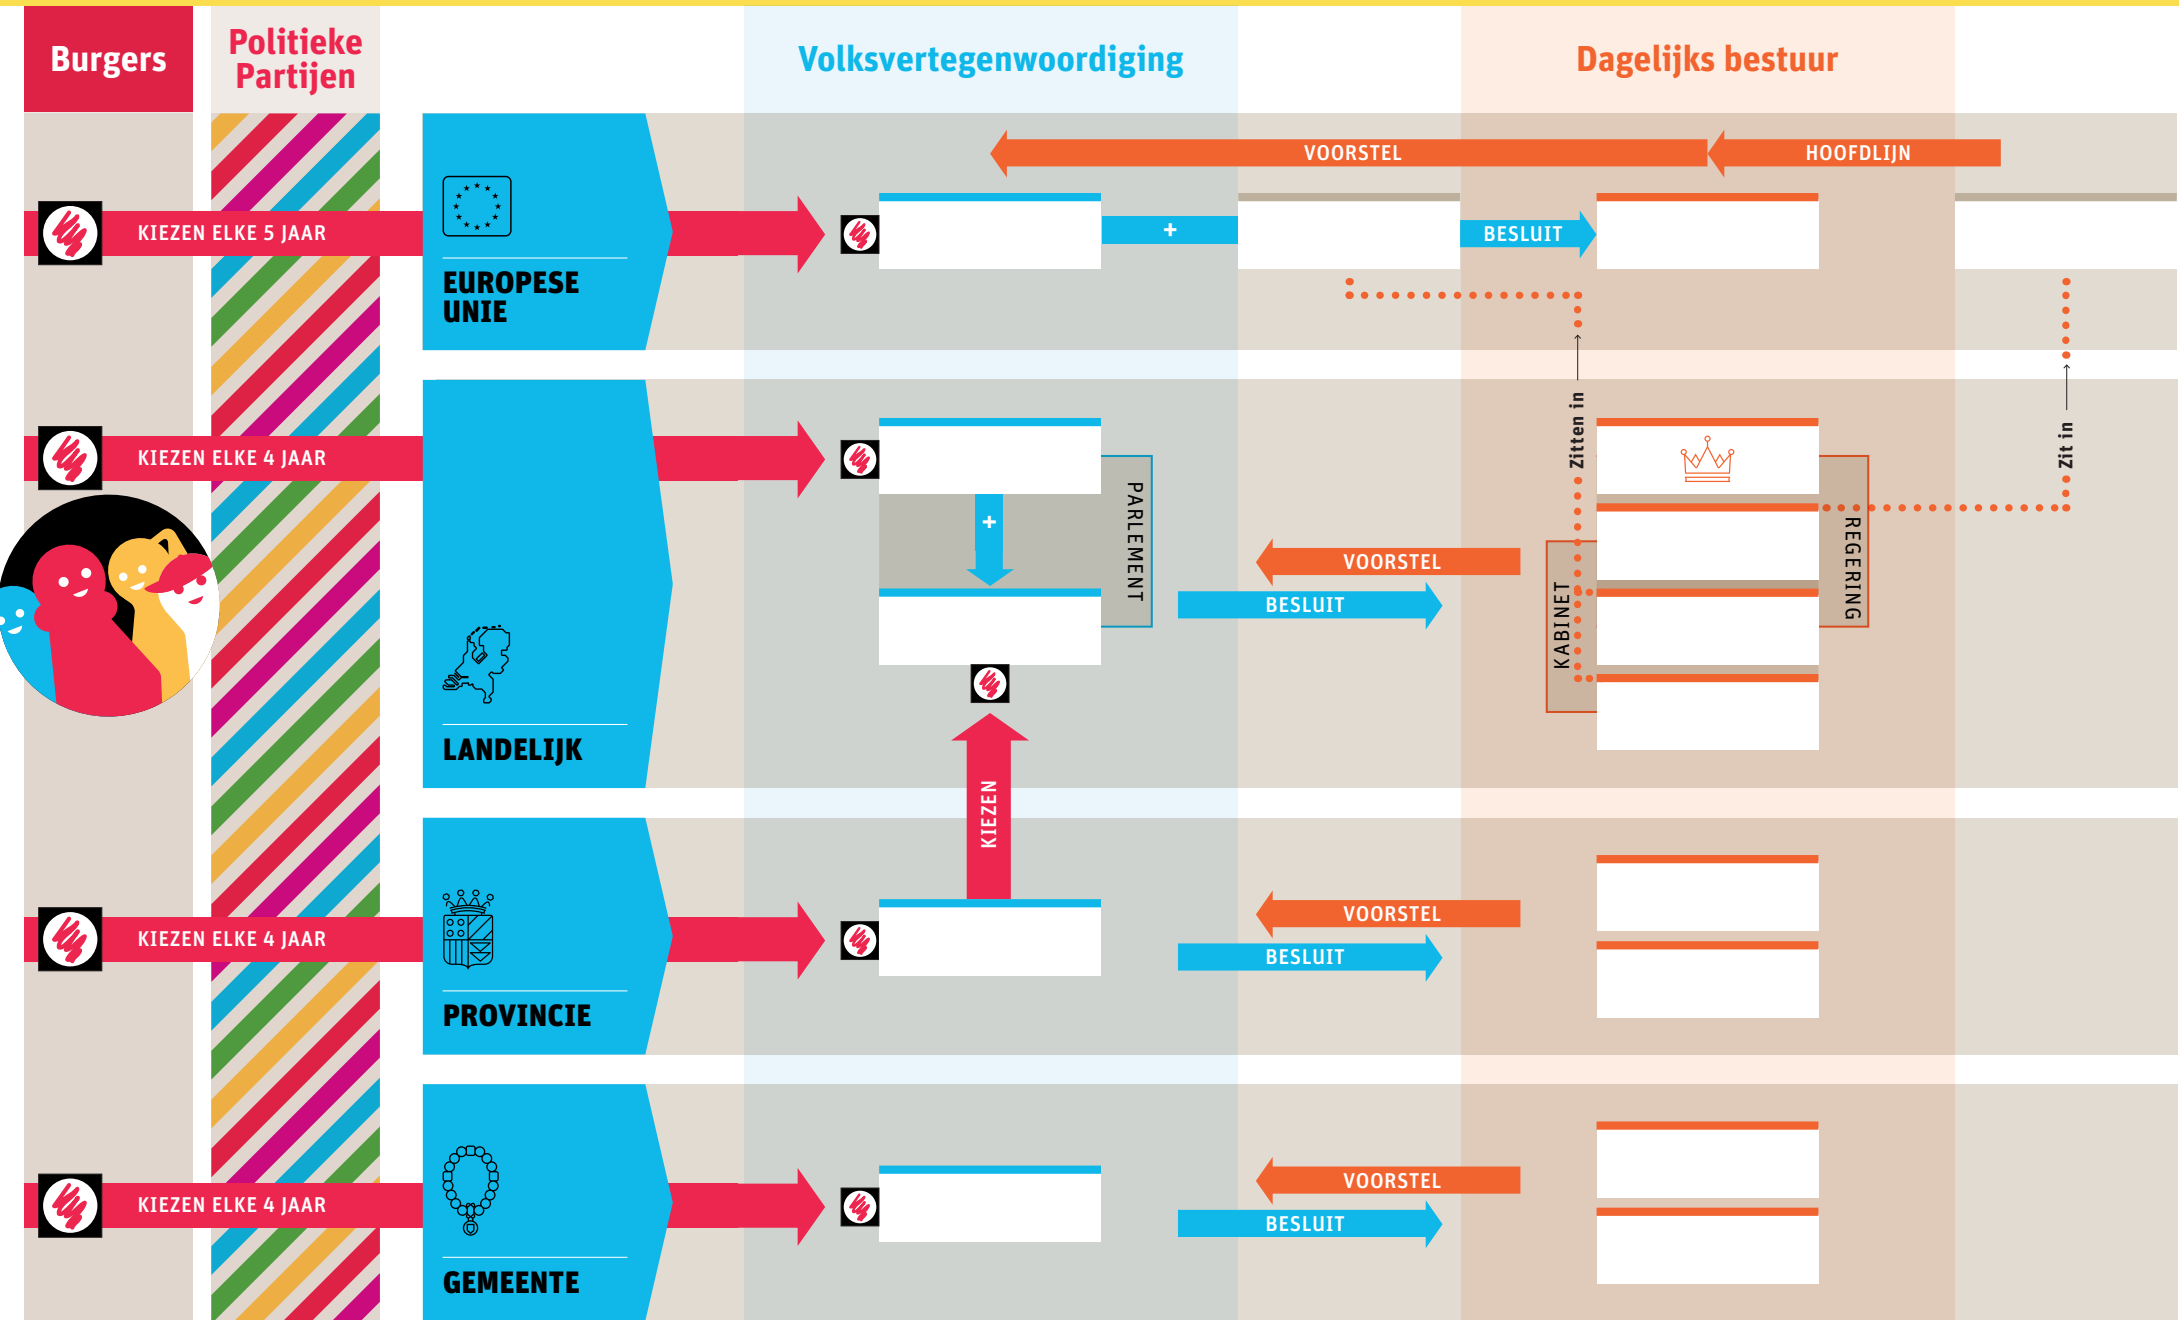 Burgers
Politieke
Partijen
Volksvertegenwoordiging
Dagelijks bestuur
VOORSTEL
HOOFDLIJN
KIEZEN ELKE 5 JAAR
+
BESLUIT
EUROPESE
UNIE
Zitten in
Zit in
KIEZEN ELKE 4 JAAR
PARLEMENT
+
REGERING
VOORSTEL
KABINET
BESLUIT
LANDELIJK
KIEZEN
VOORSTEL
KIEZEN ELKE 4 JAAR
BESLUIT
PROVINCIE
VOORSTEL
KIEZEN ELKE 4 JAAR
BESLUIT
GEMEENTE